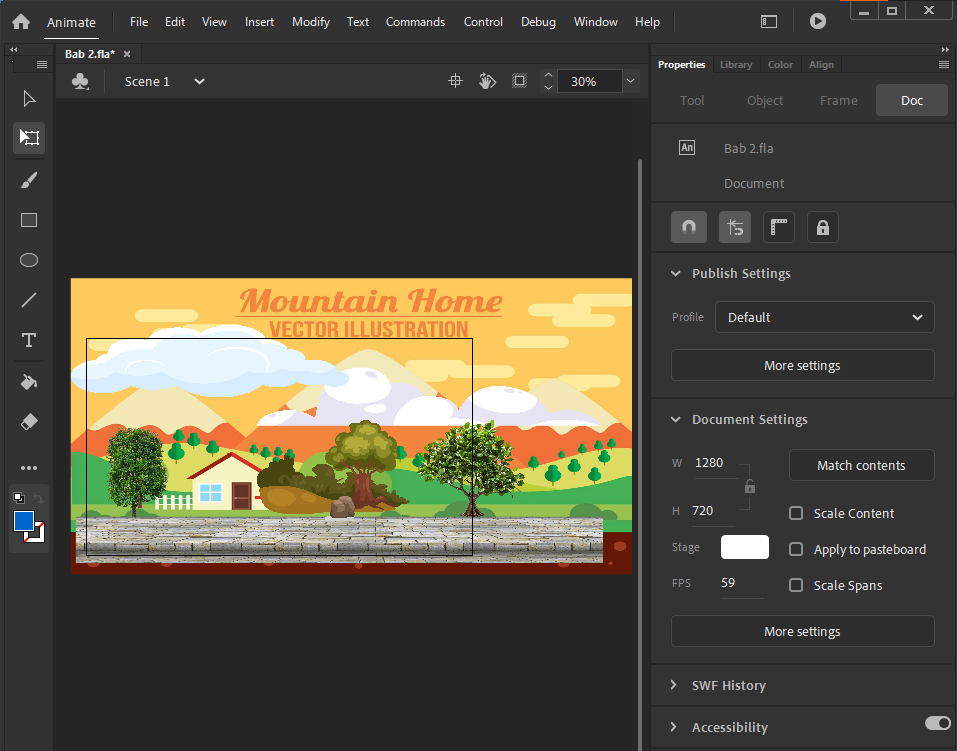 Animate File Edit View Insert Modify Text Commands Control Debug Window Help
Bab 2.fla*
Scene 1
30%
Properties Library Color Align
Tool Object Frame Doc
An Bab 2.fla
Document
Publish Settings
Profile Default
More settings
Document Settings
W 1280 Match contents
H 720 Scale Content
Stage Apply to pasteboard
FPS 59 Scale Spans
More settings
SWF History
Accessibility
Mountain Home
VECTOR ILLUSTRATION
T